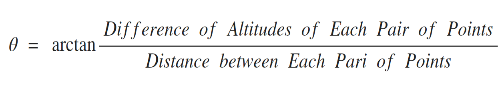 θ = arctan Difference of Altitudes of Each Pair of Points
Distance between Each Pari of Points